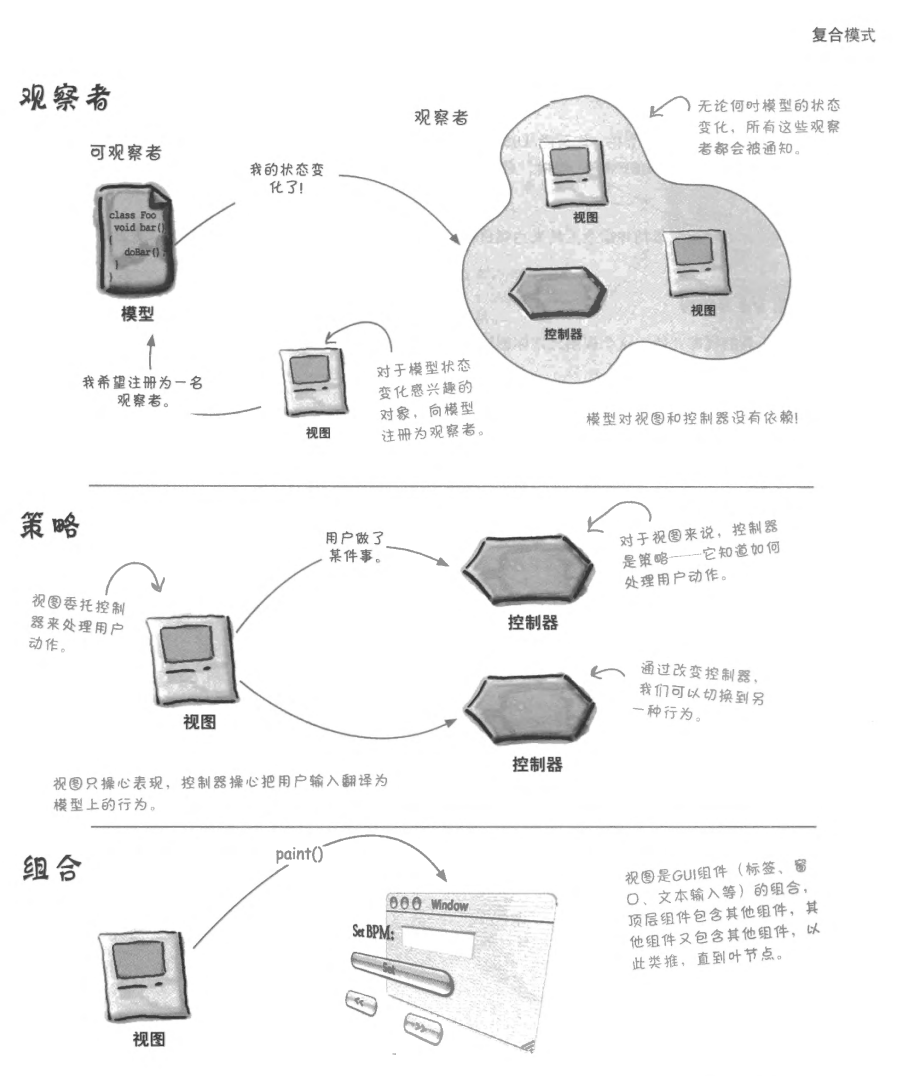 复合模式
观察者
观察者
无论何时模型的状态
变化，所有这些观察
者都会被通知。
可观察者
我的状态变
化了!
class Foo
void bar()
{
doBar();
}
}
模型
视图
视图
控制器
我希望注册为一名
观察者。
视图
对于模型状态
变化感兴趣的
对象，向模型
注册为观察者。
模型对视图和控制器没有依赖!
策略
用户做了
某件事。
对于视图来说，控制器
是策略——它知道如何
处理用户动作。
视图委托控制
器来处理用户
动作。
视图
控制器
通过改变控制器，
我们可以切换到另
一种行为。
控制器
视图只操心表现，控制器操心把用户输入翻译为
模型上的行为。
组合
paint()
视图是GUI组件（标签、窗
口、文本输入等）的组合，
顶层组件包含其他组件，其
他组件又包含其他组件，以
此类推，直到叶节点。
Window
Set BPM:
Set
<<
>>
视图